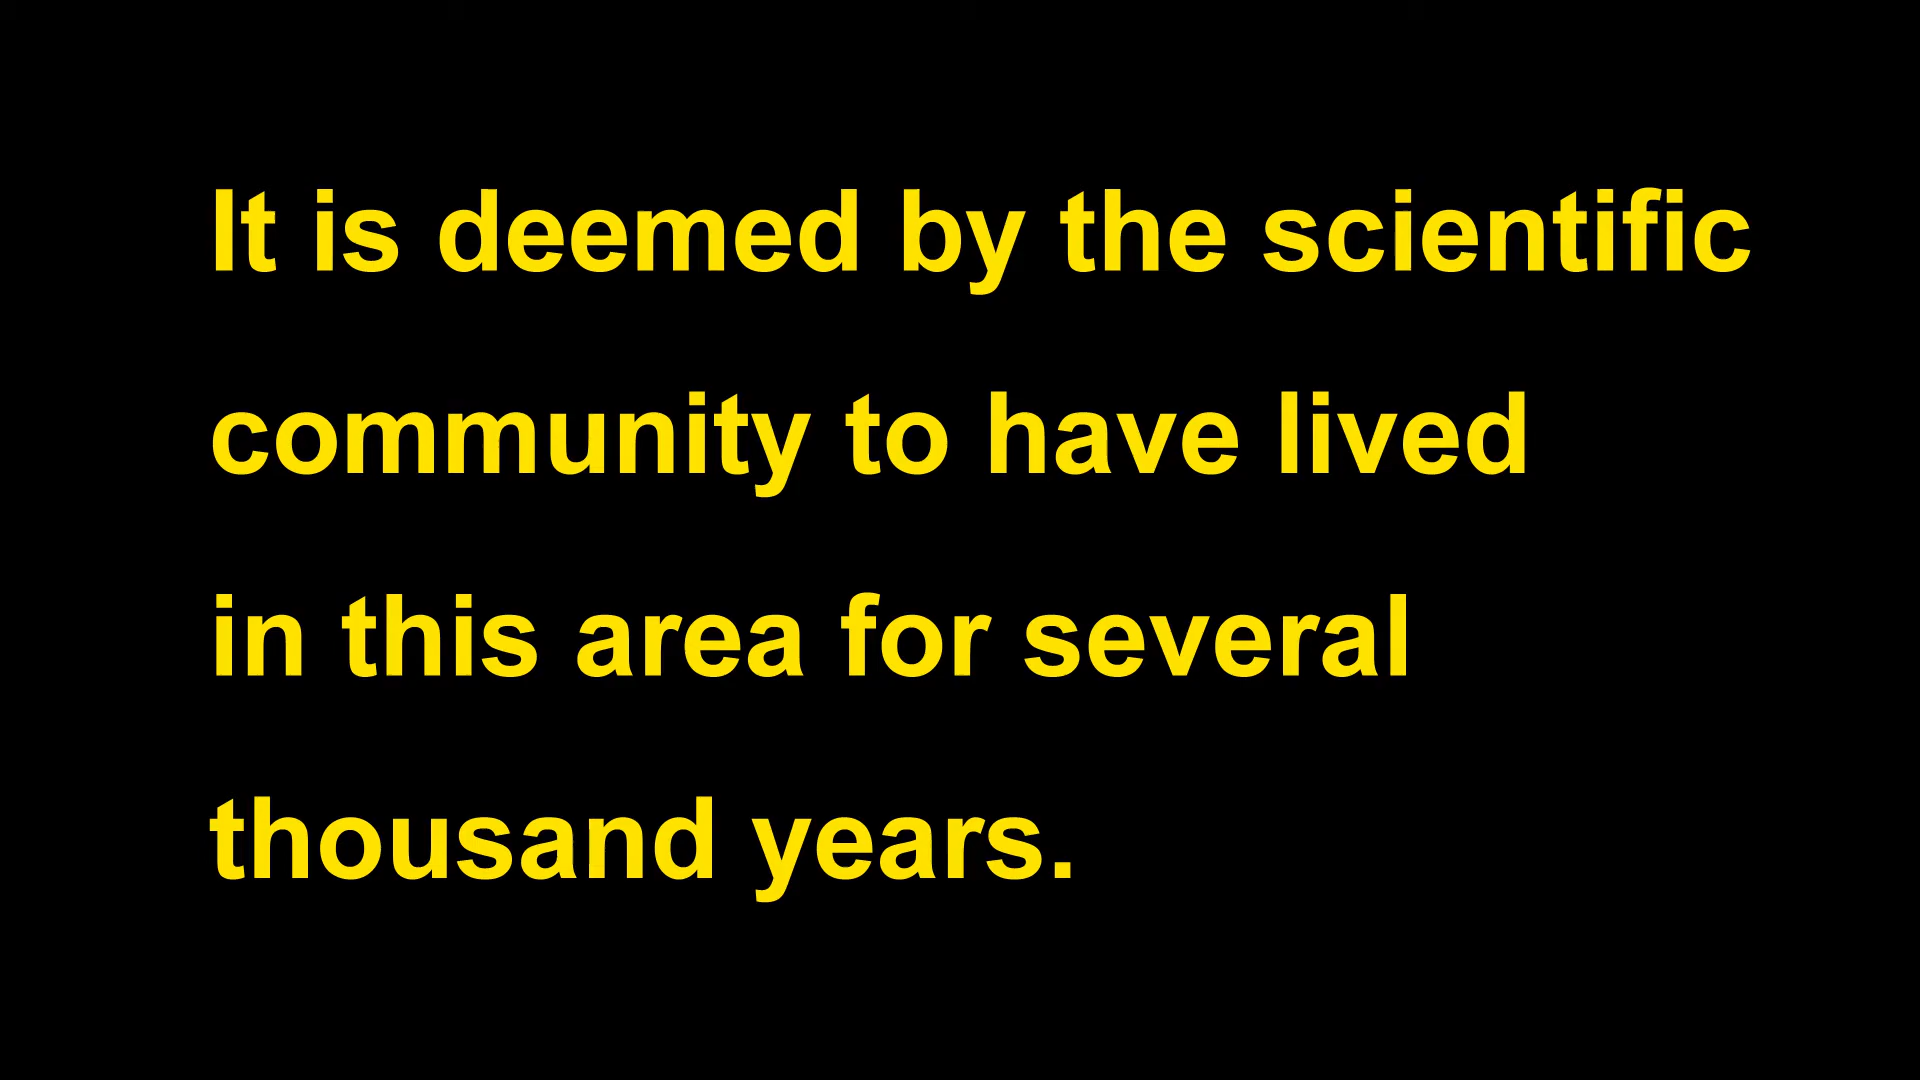 It is deemed by the scientific
community to have lived
in this area for several
thousand years.